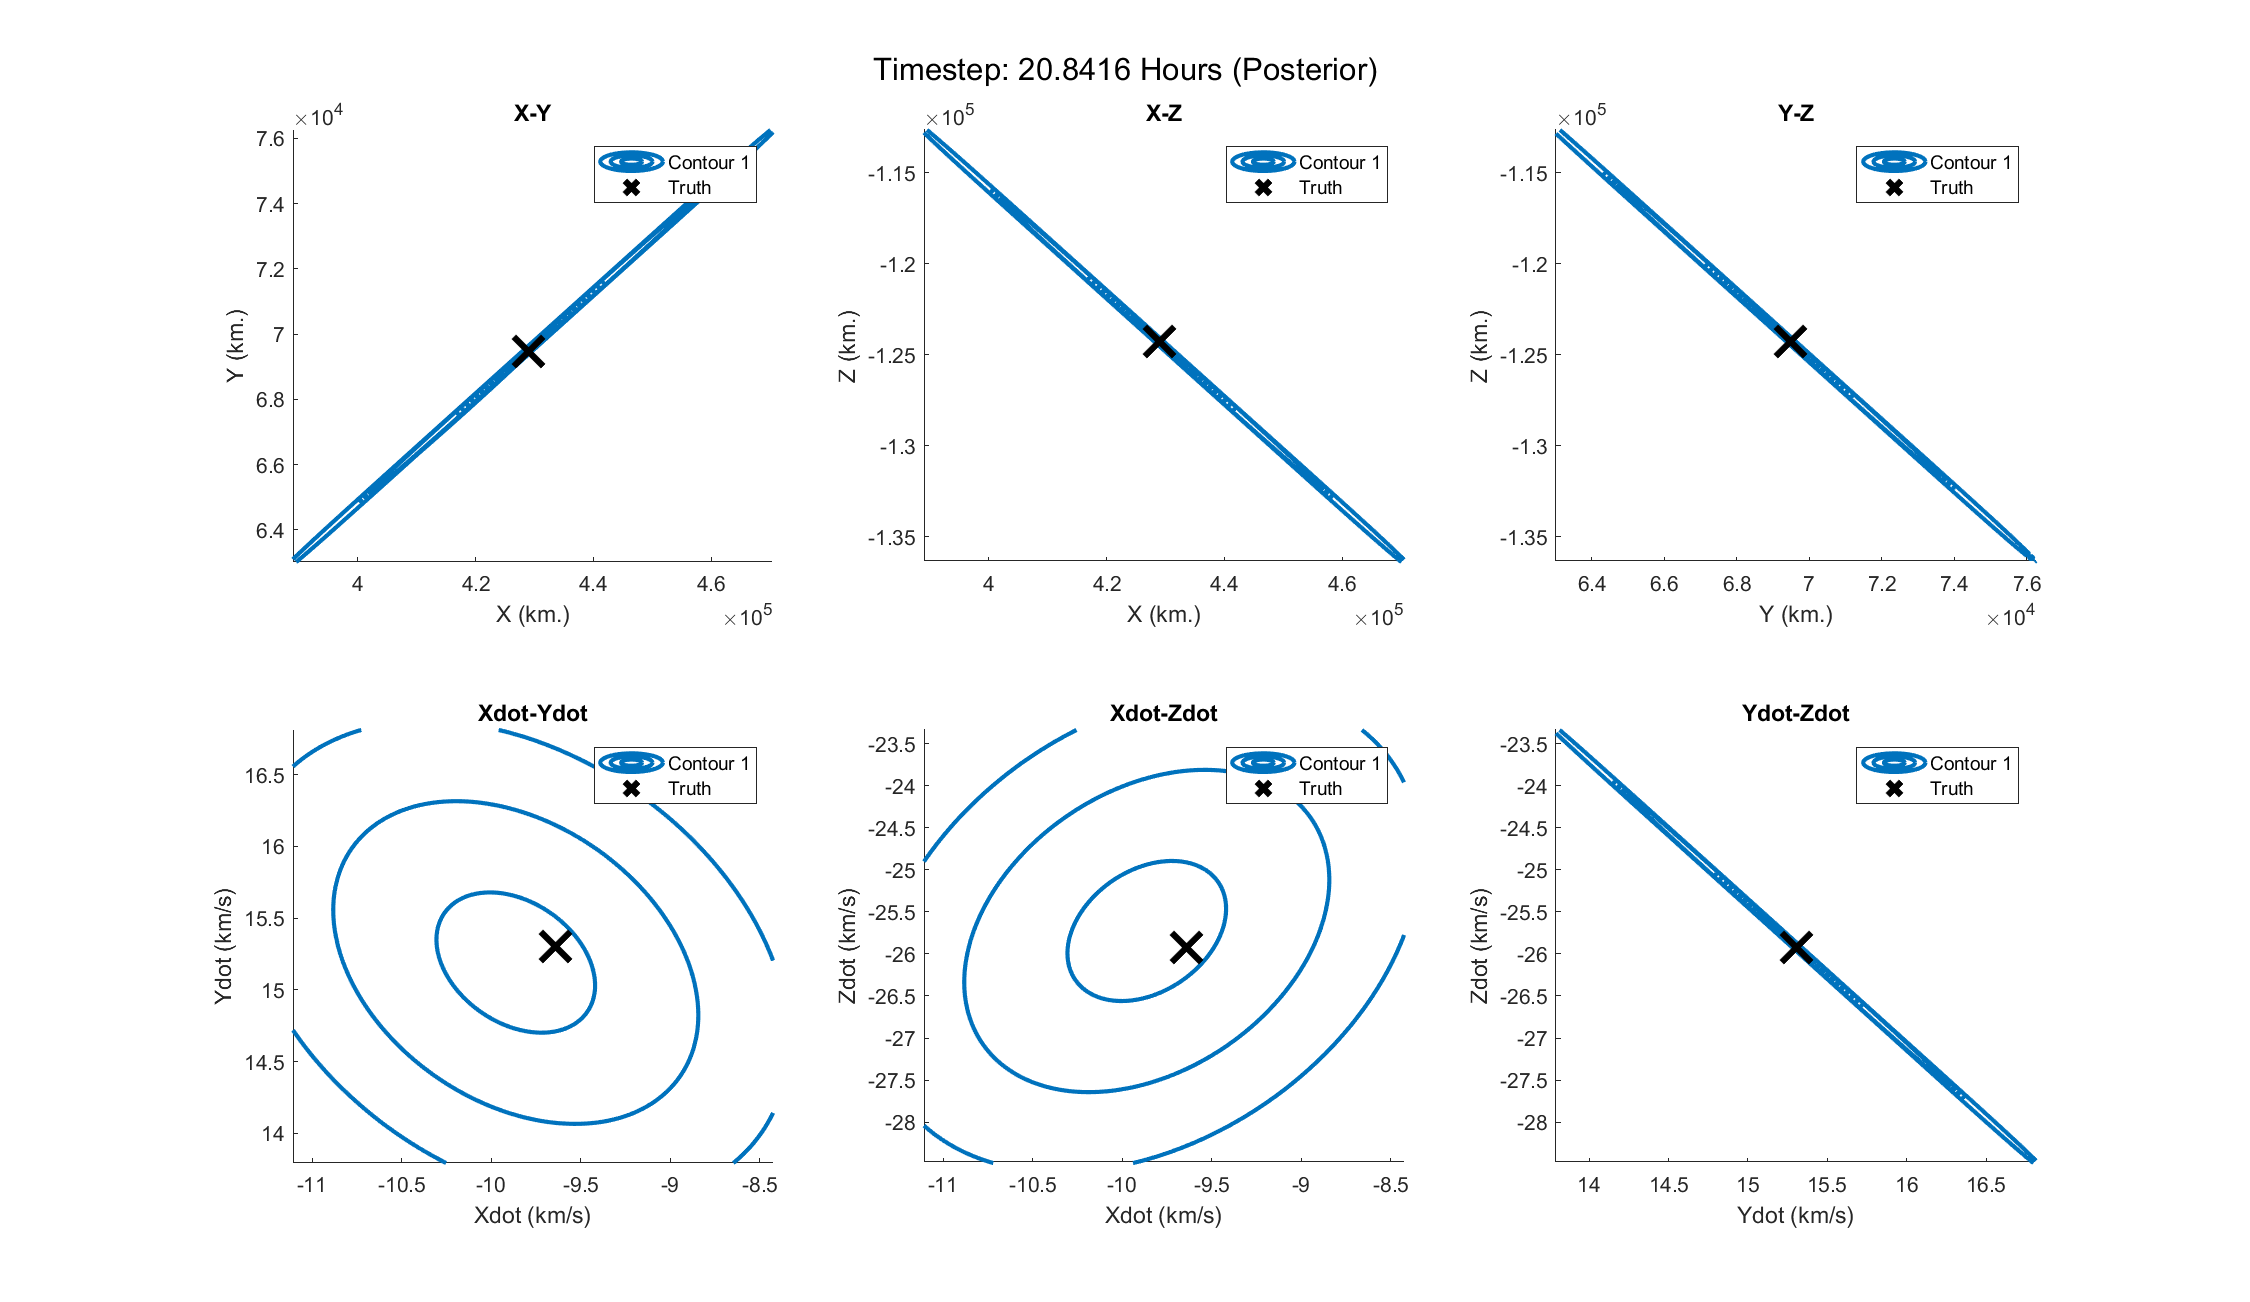 Timestep: 20.8416 Hours (Posterior)
X-Y
×10^4
7.6
7.4
7.2
7
6.8
6.6
6.4
Y (km.)
4 4.2 4.4 4.6
X (km.)
×10^5
Contour 1
Truth
X-Z
×10^5
-1.15
-1.2
-1.25
-1.3
-1.35
Z (km.)
4 4.2 4.4 4.6
X (km.)
×10^5
Contour 1
Truth
Y-Z
×10^5
-1.15
-1.2
-1.25
-1.3
-1.35
Z (km.)
6.4 6.6 6.8 7 7.2 7.4 7.6
Y (km.)
×10^4
Contour 1
Truth
Xdot-Ydot
16.5
16
15.5
15
14.5
14
Ydot (km/s)
-11 -10.5 -10 -9.5 -9 -8.5
Xdot (km/s)
Contour 1
Truth
Xdot-Zdot
-23.5
-24
-24.5
-25
-25.5
-26
-26.5
-27
-27.5
-28
Zdot (km/s)
-11 -10.5 -10 -9.5 -9 -8.5
Xdot (km/s)
Contour 1
Truth
Ydot-Zdot
-23.5
-24
-24.5
-25
-25.5
-26
-26.5
-27
-27.5
-28
Zdot (km/s)
14 14.5 15 15.5 16 16.5
Ydot (km/s)
Contour 1
Truth